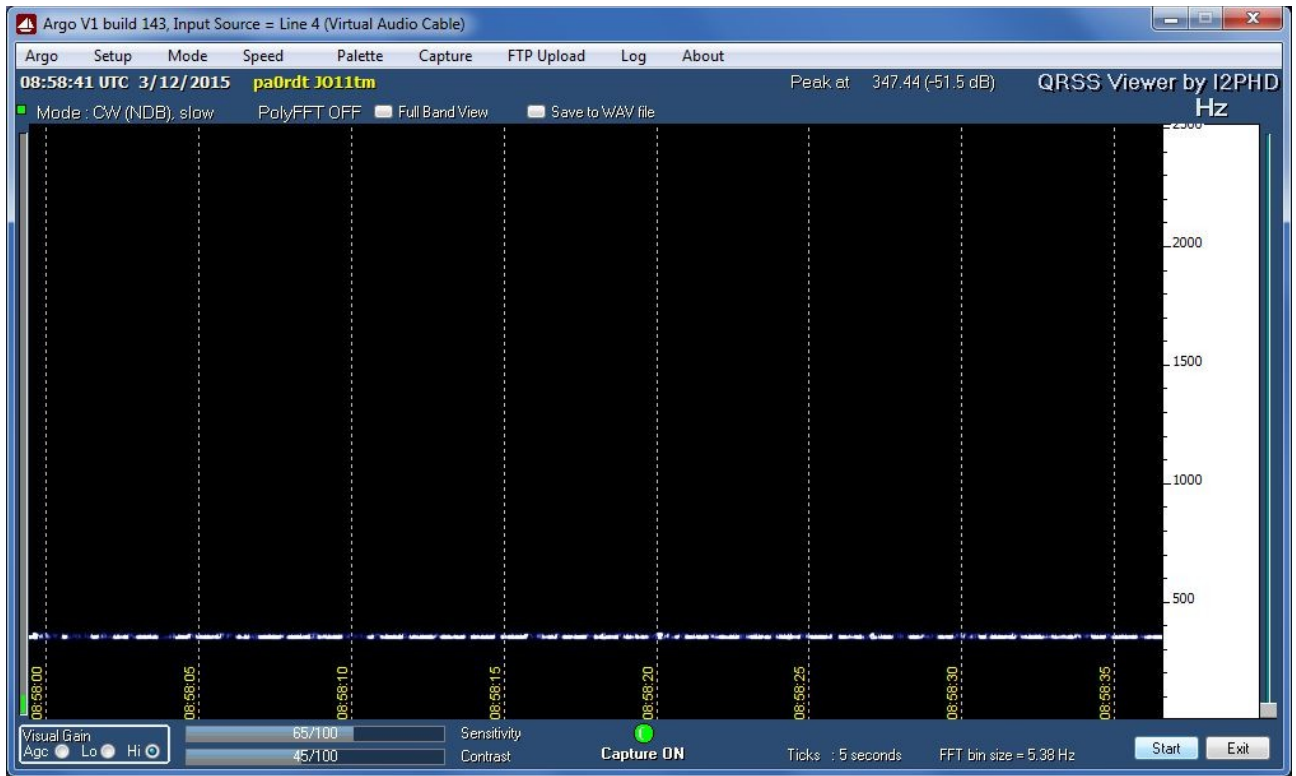 Argo V1 build 143, Input Source = Line 4 (Virtual Audio Cable)
Argo Setup Mode Speed Palette Capture FTP Upload Log About
08:58:41 UTC 3/12/2015 pa0rdt JO11tm Peak at 347.44 (-51.5 dB) QRSS Viewer by I2PHD
Mode : CW (NDB), slow PolyFFT OFF Full Band View Save to WAV file Hz
2500
2000
1500
1000
500
08:58:00 08:58:05 08:58:10 08:58:15 08:58:20 08:58:25 08:58:30 08:58:35
Visual Gain 65/100 Sensitivity
Agc Lo Hi 45/100 Contrast Capture ON Ticks : 5 seconds FFT bin size = 5.38 Hz Start Exit